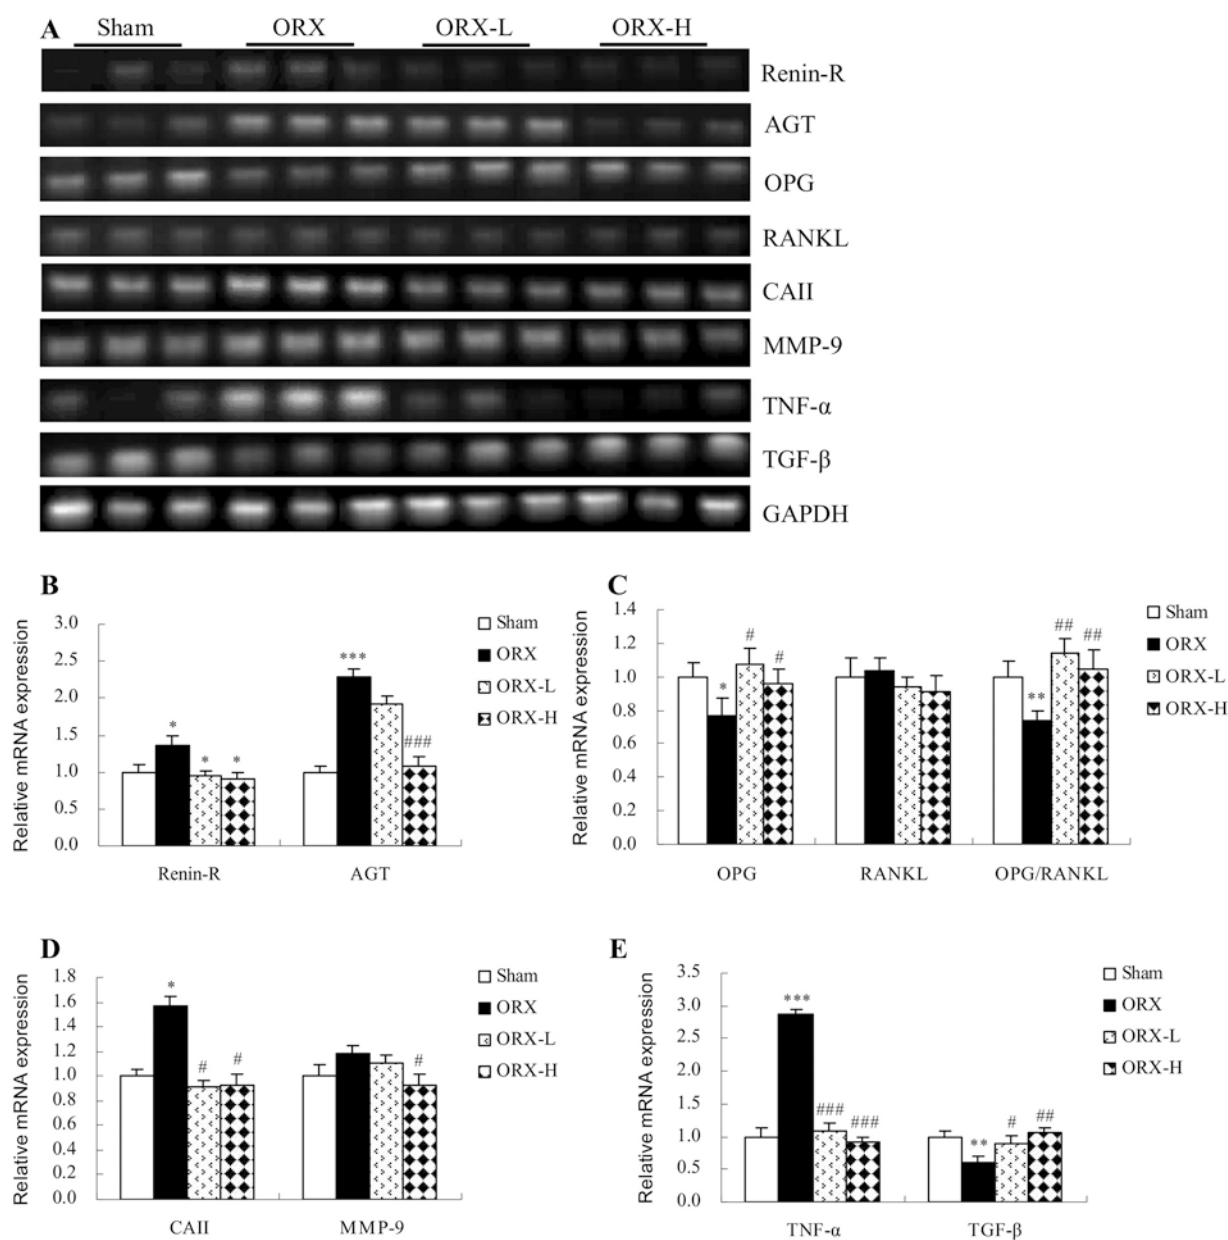 A
Sham ORX ORX-L ORX-H
Renin-R
AGT
OPG
RANKL
CAII
MMP-9
TNF-α
TGF-β
GAPDH
B
Relative mRNA expression
3.0
2.5
2.0
1.5
1.0
0.5
0.0
*
*
*
***
###
Renin-R AGT
Sham
ORX
ORX-L
ORX-H
C
Relative mRNA expression
1.4
1.2
1.0
0.8
0.6
0.4
0.2
0.0
*
#
#
**
##
##
OPG RANKL OPG/RANKL
Sham
ORX
ORX-L
ORX-H
D
Relative mRNA expression
1.8
1.6
1.4
1.2
1.0
0.8
0.6
0.4
0.2
0.0
*
#
#
#
CAII MMP-9
Sham
ORX
ORX-L
ORX-H
E
Relative mRNA expression
3.5
3.0
2.5
2.0
1.5
1.0
0.5
0.0
***
###
###
**
#
##
TNF-α TGF-β
Sham
ORX
ORX-L
ORX-H